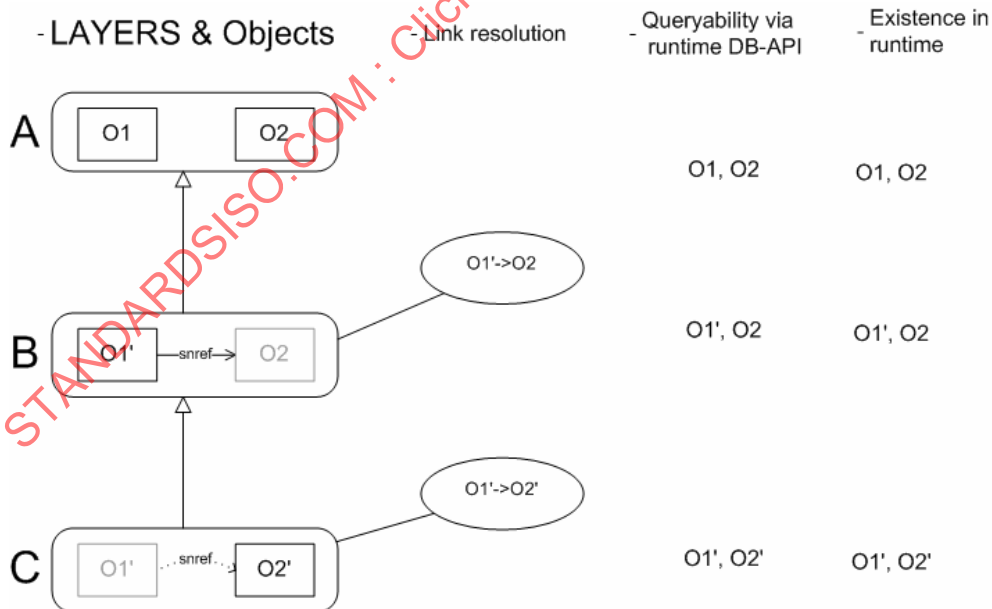 -LAYERS & Objects
- Link resolution
- Queryability via
runtime DB-API
- Existence in
runtime
A
O1
O2
O1, O2
O1, O2
O1'->O2
B
O1'
snref
O2
O1', O2
O1', O2
O1'->O2'
C
O1'
snref
O2'
O1', O2'
O1', O2'
STANDARDSISO.COM : Click